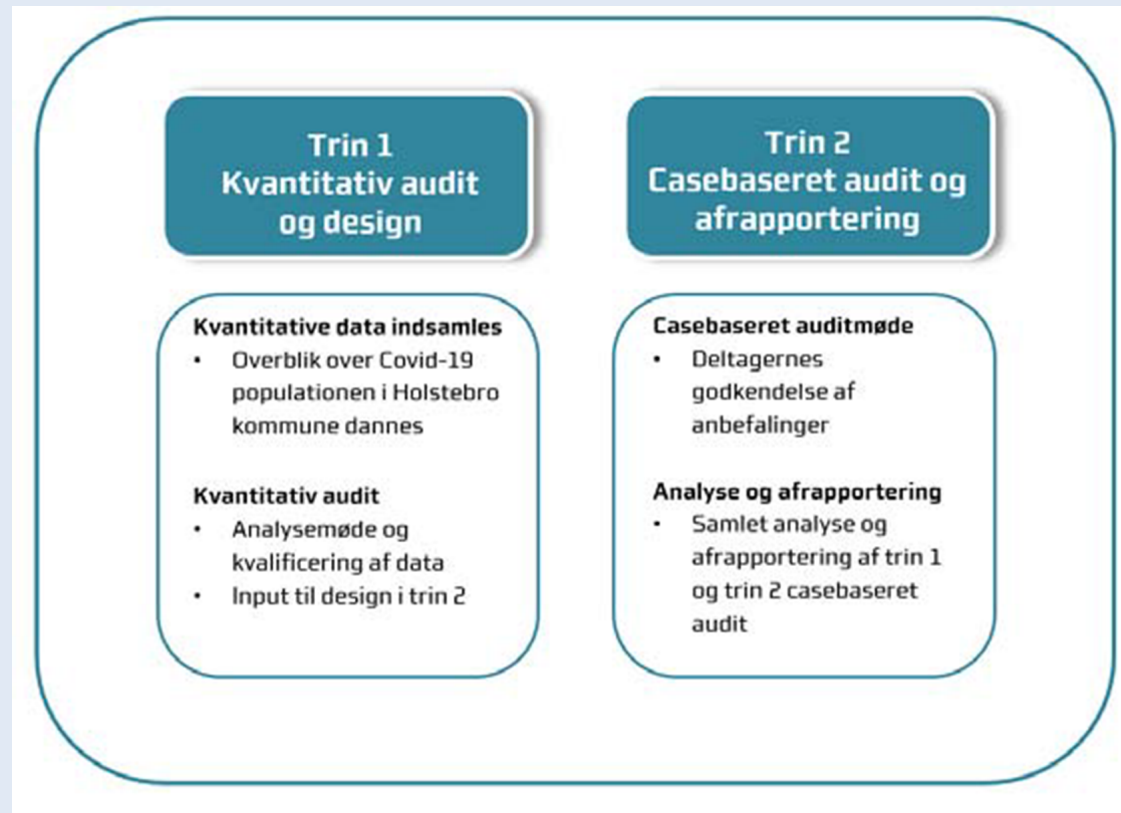 Trin 1
Kvantitativ audit
og design
Kvantitative data indsamles
• Overblik over Covid-19
populationen i Holstebro
kommune dannes
Kvantitativ audit
• Analysemøde og
kvalificering af data
• Input til design i trin 2
Trin 2
Casebaseret audit og
afrapportering
Casebaseret auditmøde
• Deltagernes
godkendelse af
anbefalinger
Analyse og afrapportering
• Samlet analyse og
afrapportering af trin 1
og trin 2 casebaseret
audit